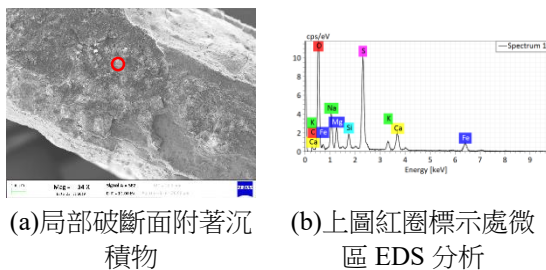 cps/eV
Spectrum 1
10
8
6
4
2
0
O
S
Na
K
Mg
C
Fe
Si
Ca
K
Ca
Fe
0 1 2 3 4 5 6 7 8 9
Energy [keV]
Mag = 34 X
ZEISS
(a)局部破斷面附著沉
積物
(b)上圖紅圈標示處微
區 EDS 分析